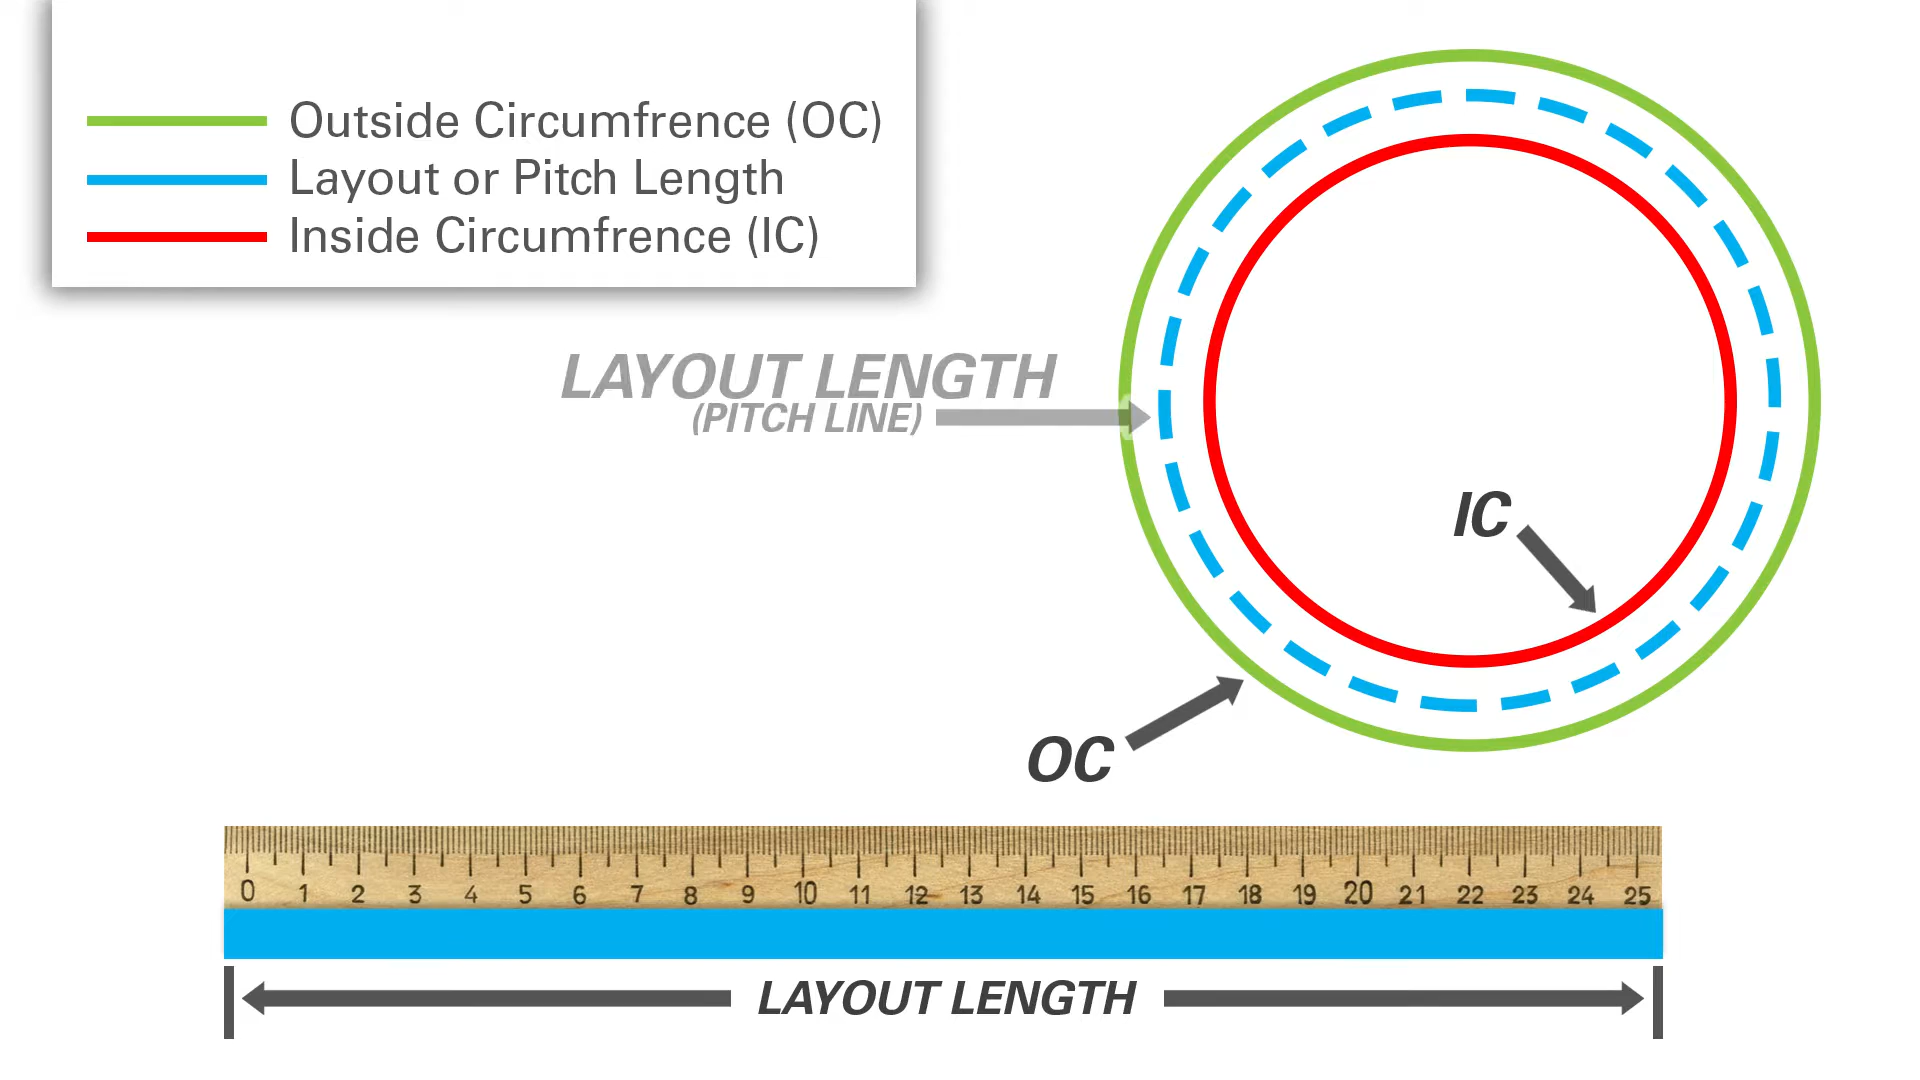 Outside Circumfrence (OC)
Layout or Pitch Length
Inside Circumfrence (IC)
LAYOUT LENGTH
(PITCH LINE)
IC
OC
0 1 2 3 4 5 6 7 8 9 10 11 12 13 14 15 16 17 18 19 20 21 22 23 24 25
LAYOUT LENGTH